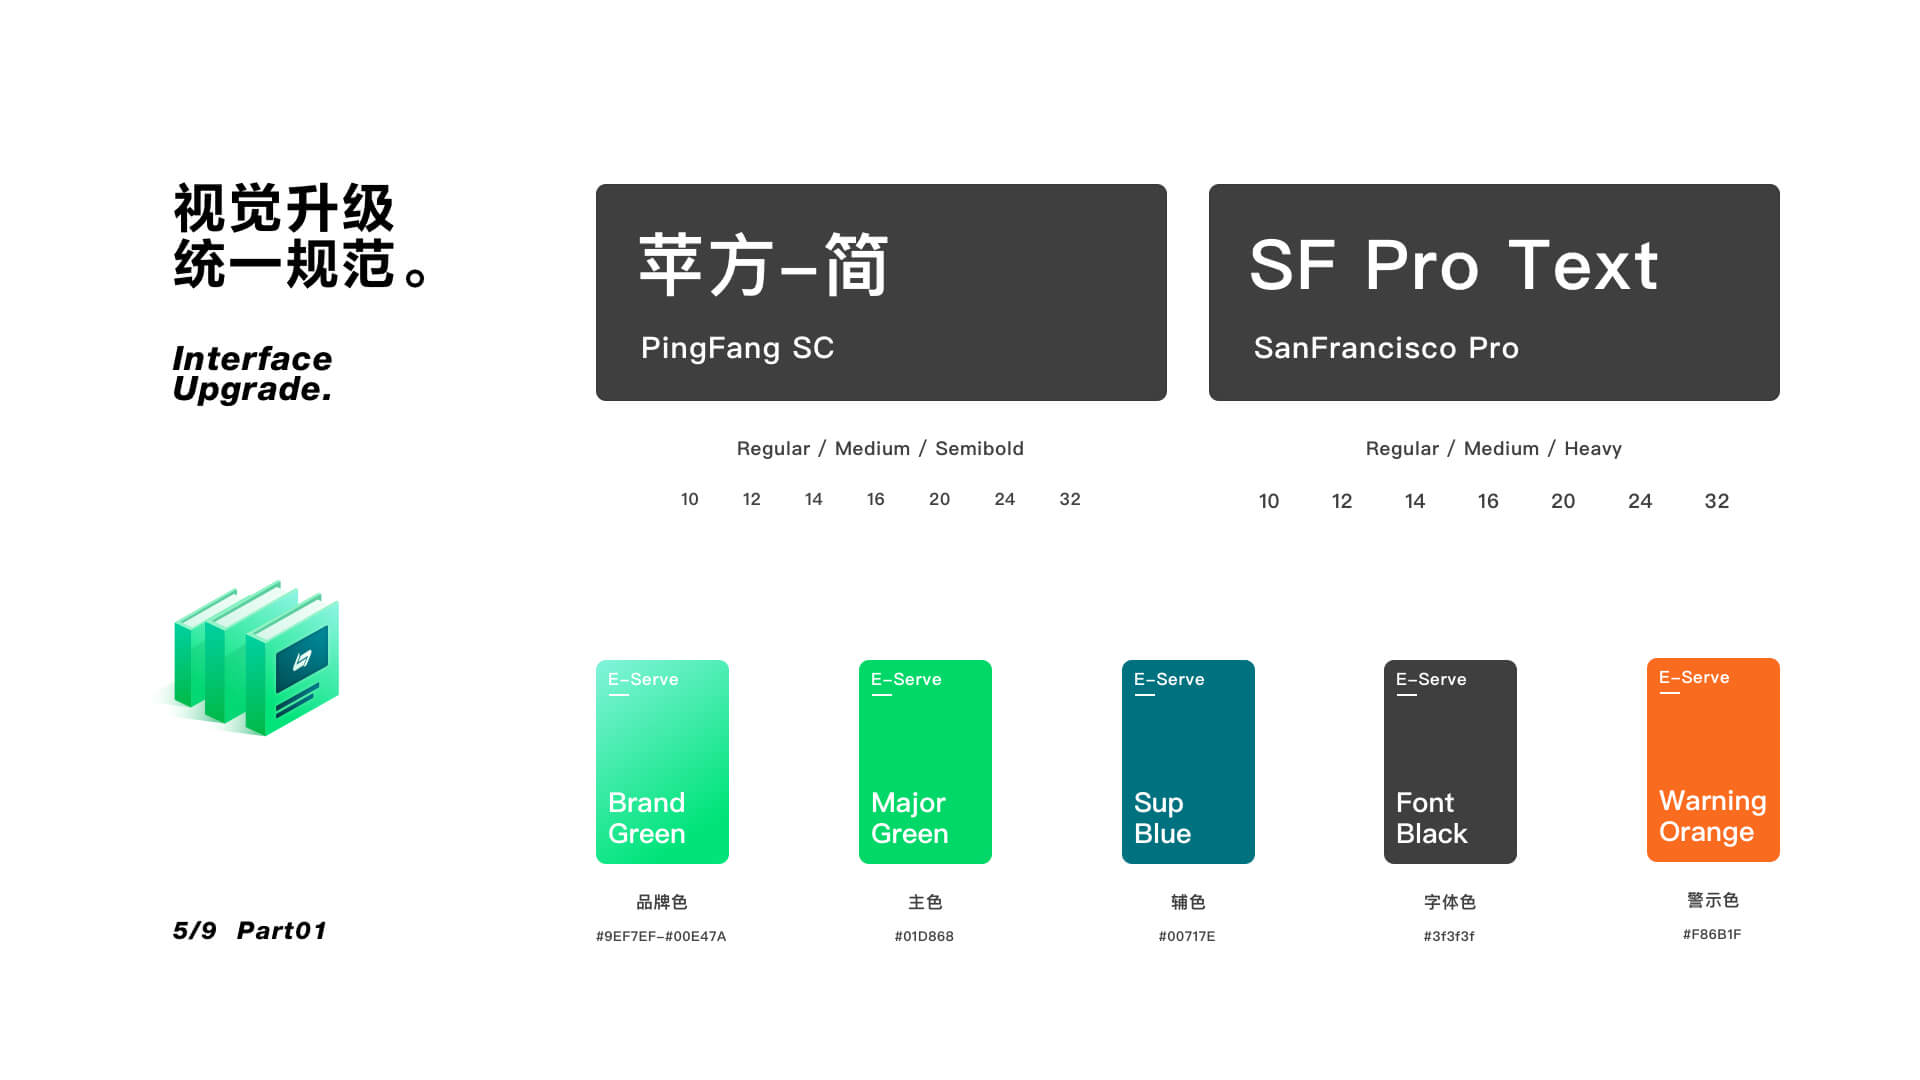 视觉升级
统一规范。
Interface
Upgrade.
苹方-简
PingFang SC
SF Pro Text
SanFrancisco Pro
Regular / Medium / Semibold
10 12 14 16 20 24 32
Regular / Medium / Heavy
10 12 14 16 20 24 32
E-Serve
Brand
Green
品牌色
#9EF7EF-#00E47A
E-Serve
Major
Green
主色
#01D868
E-Serve
Sup
Blue
辅色
#00717E
E-Serve
Font
Black
字体色
#3f3f3f
E-Serve
Warning
Orange
警示色
#F86B1F
5/9 Part01